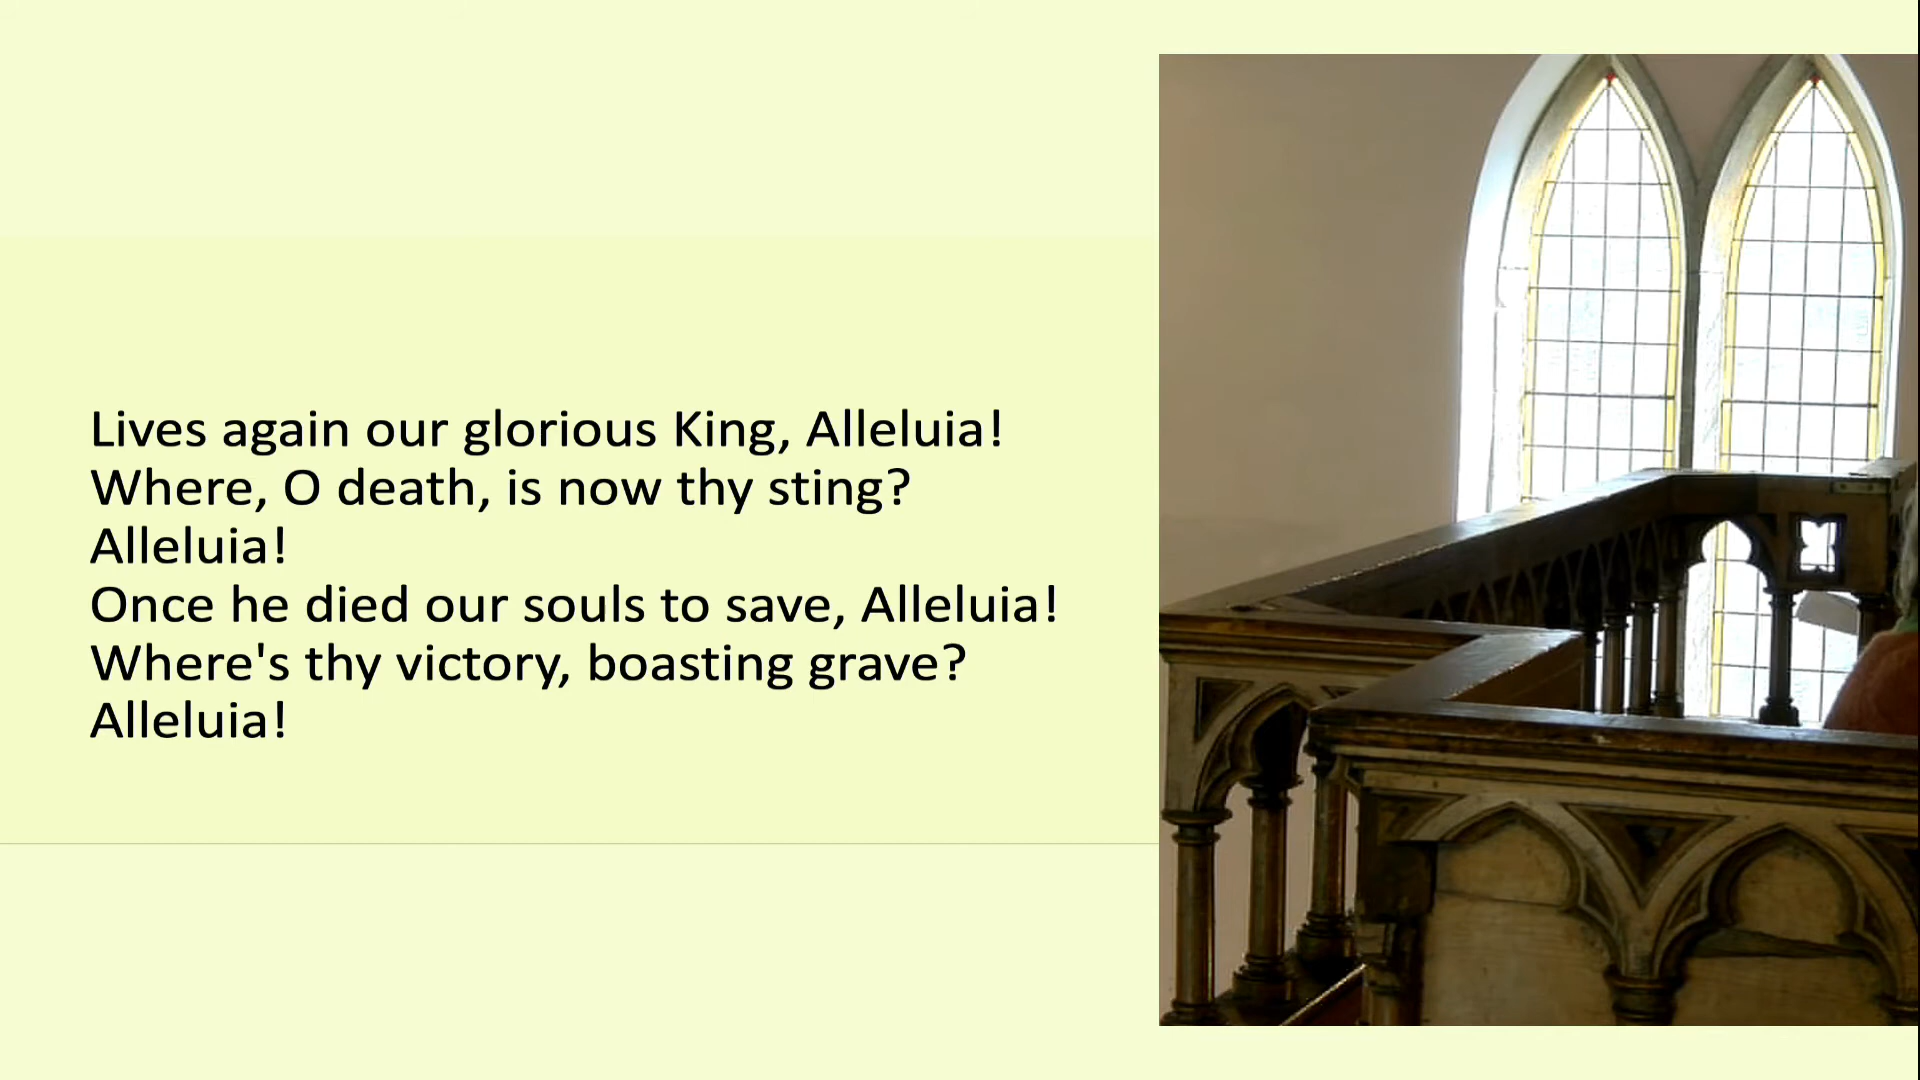 Lives again our glorious King, Alleluia!
Where, O death, is now thy sting?
Alleluia!
Once he died our souls to save, Alleluia!
Where's thy victory, boasting grave?
Alleluia!